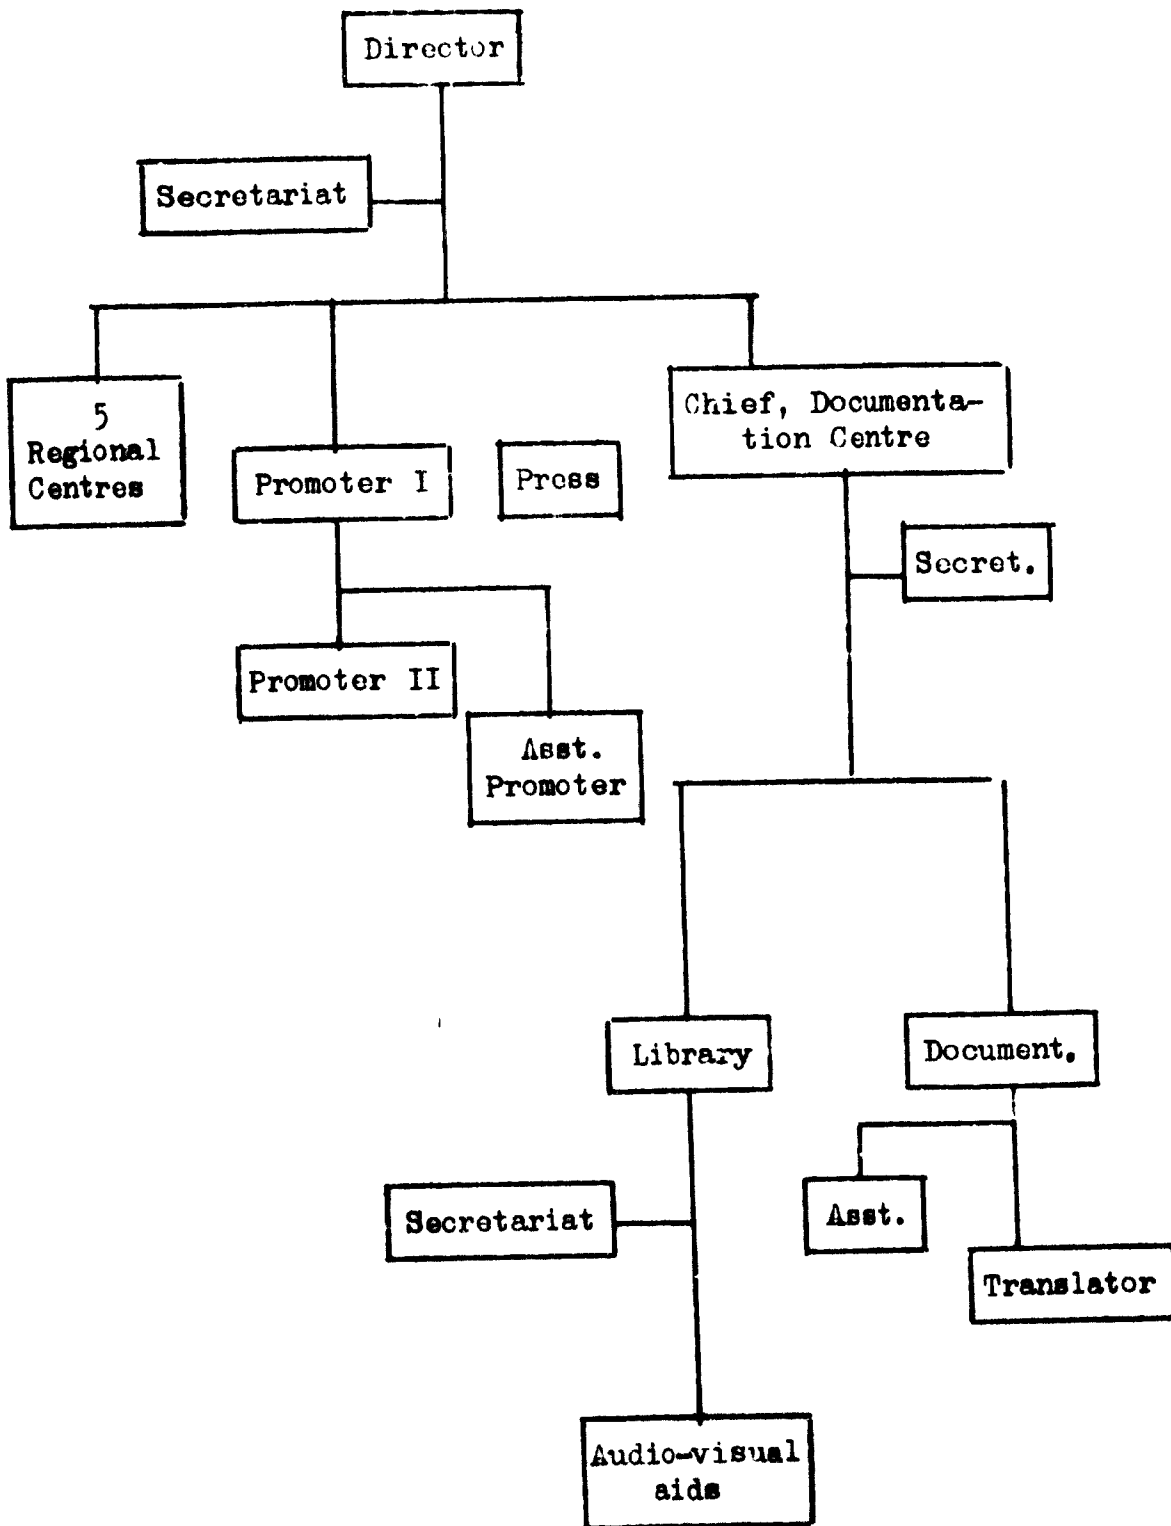 Director
Secretariat
5
Regional
Centres
Promoter I
Press
Chief, Documenta-
tion Centre
Secret.
Promoter II
Asst.
Promoter
Library
Document.
Secretariat
Asst.
Translator
Audio-visual
aids